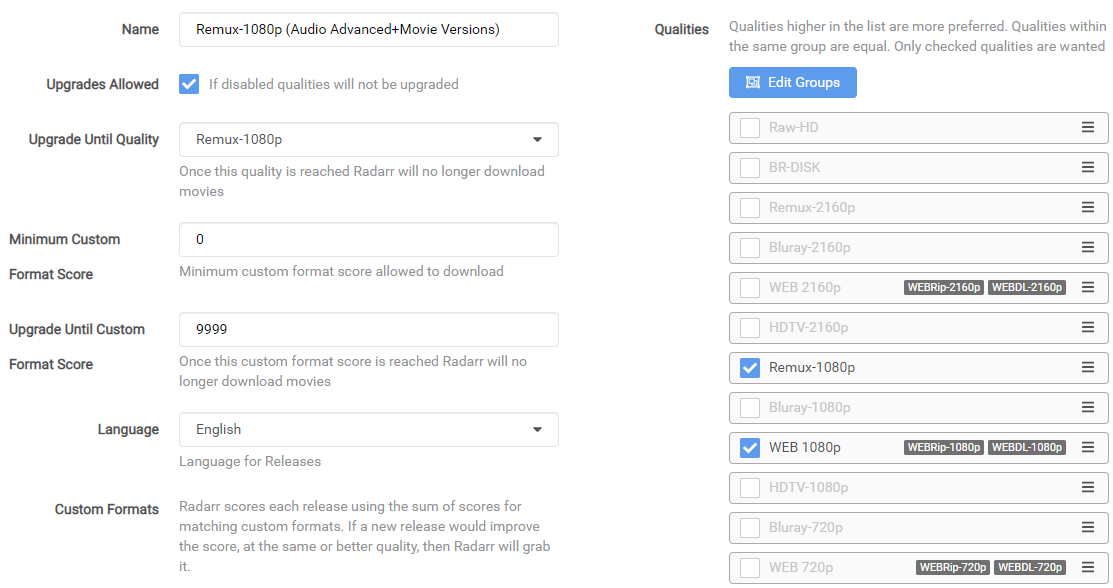 Name
Remux-1080p (Audio Advanced+Movie Versions)
Upgrades Allowed
If disabled qualities will not be upgraded
Upgrade Until Quality
Remux-1080p
Once this quality is reached Radarr will no longer download
movies
Minimum Custom
Format Score
0
Minimum custom format score allowed to download
Upgrade Until Custom
Format Score
9999
Once this custom format score is reached Radarr will no
longer download movies
Language
English
Language for Releases
Custom Formats
Radarr scores each release using the sum of scores for
matching custom formats. If a new release would improve
the score, at the same or better quality, then Radarr will grab
it.
Qualities
Qualities higher in the list are more preferred. Qualities within
the same group are equal. Only checked qualities are wanted
Edit Groups
Raw-HD
BR-DISK
Remux-2160p
Bluray-2160p
WEB 2160p WEBRip-2160p WEBDL-2160p
HDTV-2160p
Remux-1080p
Bluray-1080p
WEB 1080p WEBRip-1080p WEBDL-1080p
HDTV-1080p
Bluray-720p
WEB 720p WEBRip-720p WEBDL-720p